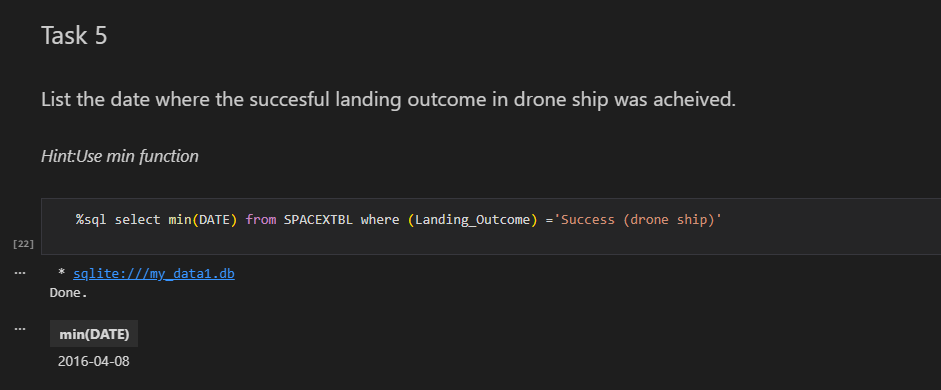 Task 5
List the date where the succesful landing outcome in drone ship was acheived.
Hint:Use min function
%sql select min(DATE) from SPACEXTBL where (Landing_Outcome) ='Success (drone ship)'
[22]
... * sqlite:///my_data1.db
Done.
...
min(DATE)
2016-04-08